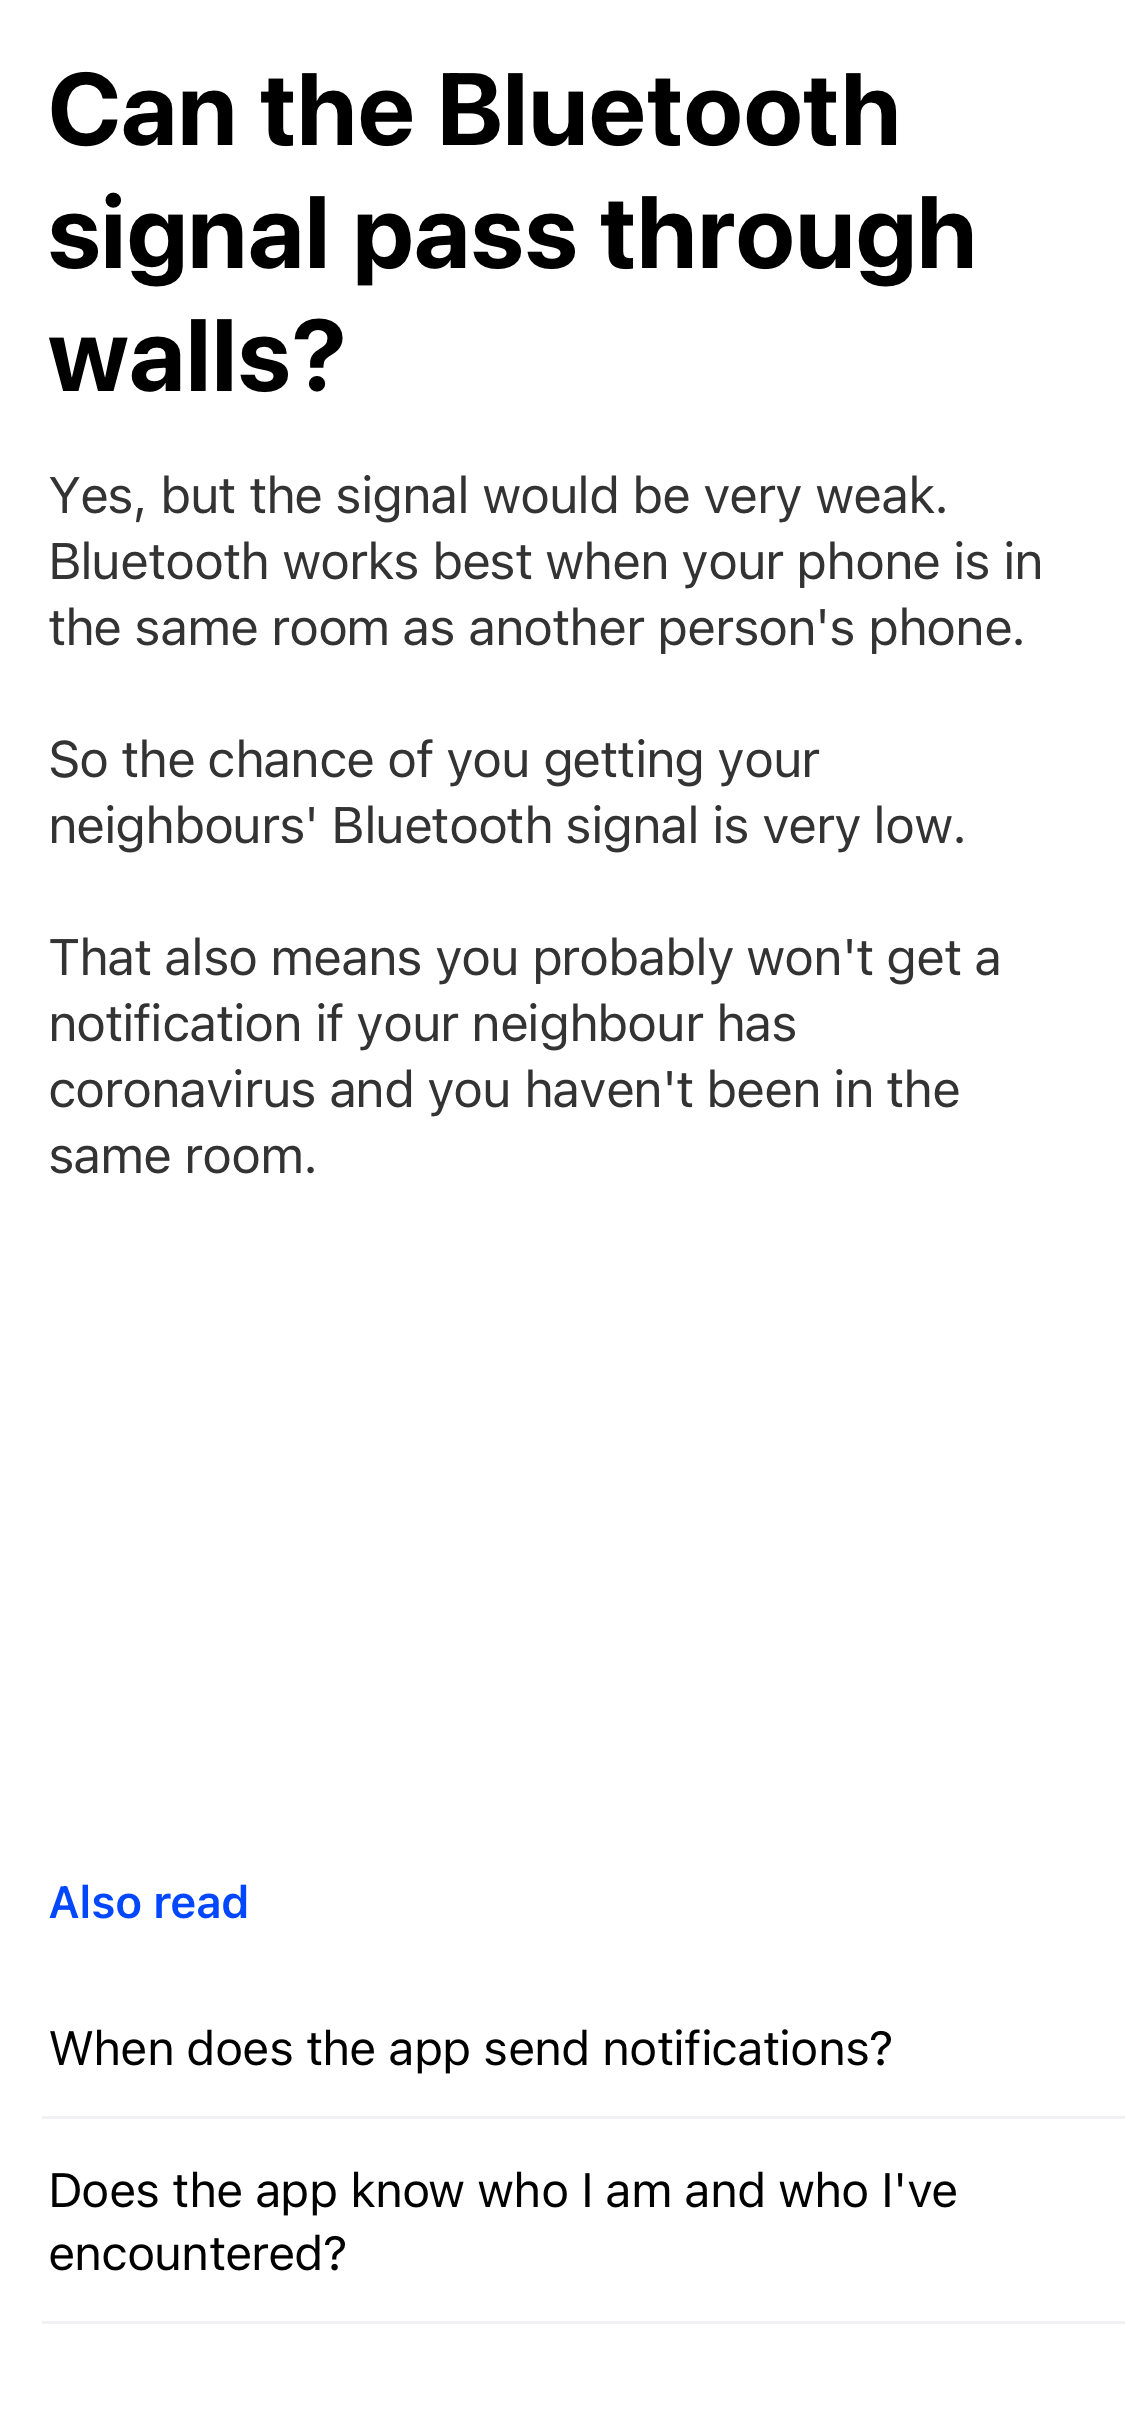 Can the Bluetooth
signal pass through
walls?
Yes, but the signal would be very weak.
Bluetooth works best when your phone is in
the same room as another person's phone.
So the chance of you getting your
neighbours' Bluetooth signal is very low.
That also means you probably won't get a
notification if your neighbour has
coronavirus and you haven't been in the
same room.
Also read
When does the app send notifications?
Does the app know who I am and who I've
encountered?